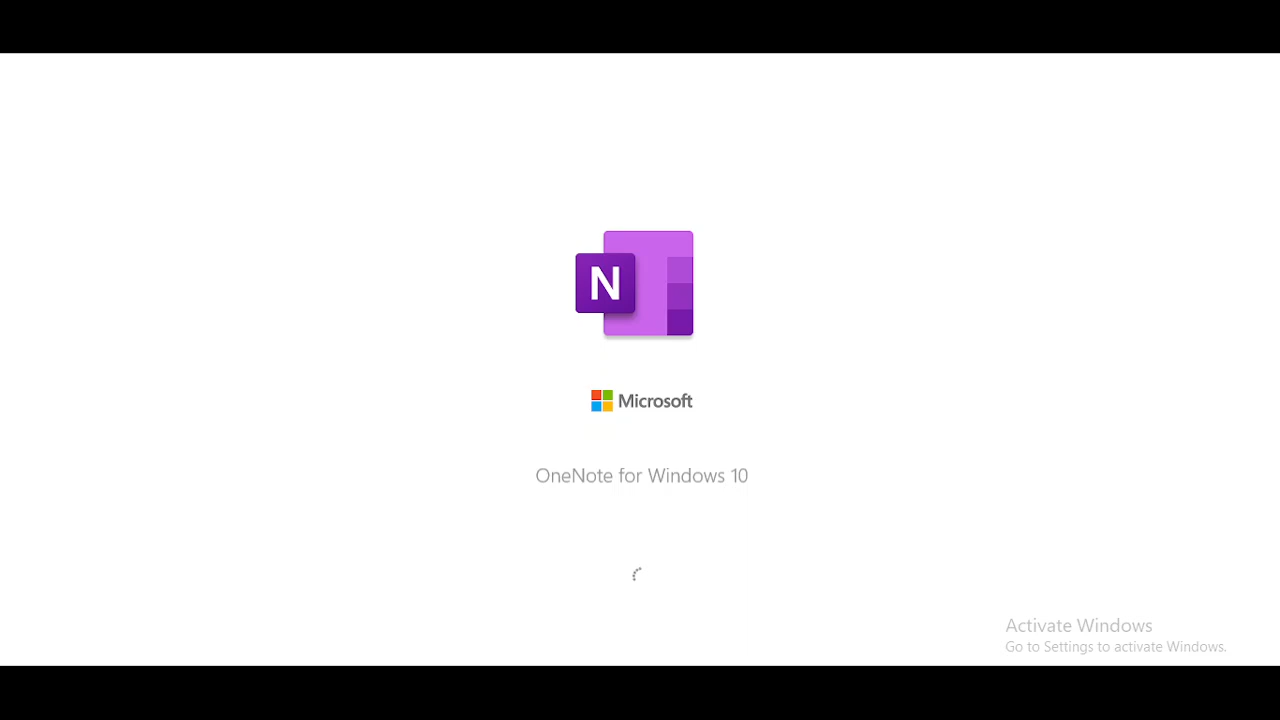 N
Microsoft
OneNote for Windows 10
Activate Windows
Go to Settings to activate Windows.